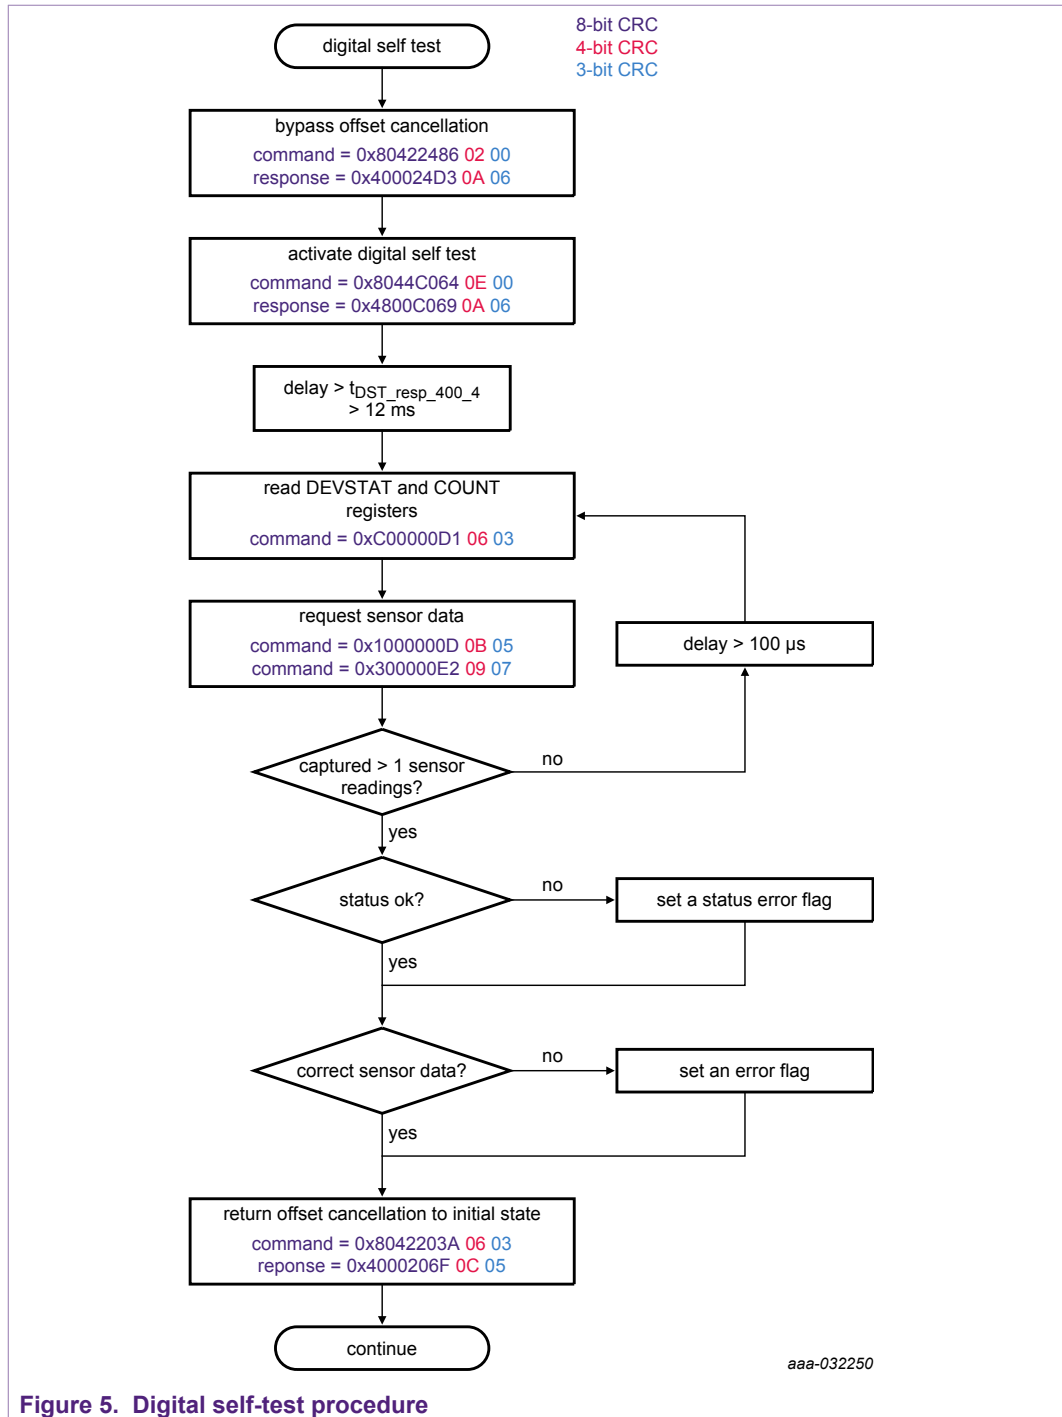 8-bit CRC
4-bit CRC
3-bit CRC
digital self test
bypass offset cancellation
command = 0x80422486 02 00
response = 0x400024D3 0A 06
activate digital self test
command = 0x8044C064 0E 00
response = 0x4800C069 0A 06
delay > tDST_resp_400_4
> 12 ms
read DEVSTAT and COUNT
registers
command = 0xC00000D1 06 03
request sensor data
command = 0x1000000D 0B 05
command = 0x300000E2 09 07
delay > 100 μs
captured > 1 sensor
readings?
no
yes
status ok?
no
set a status error flag
yes
correct sensor data?
no
set an error flag
yes
return offset cancellation to initial state
command = 0x8042203A 06 03
reponse = 0x4000206F 0C 05
continue
aaa-032250
Figure 5. Digital self-test procedure